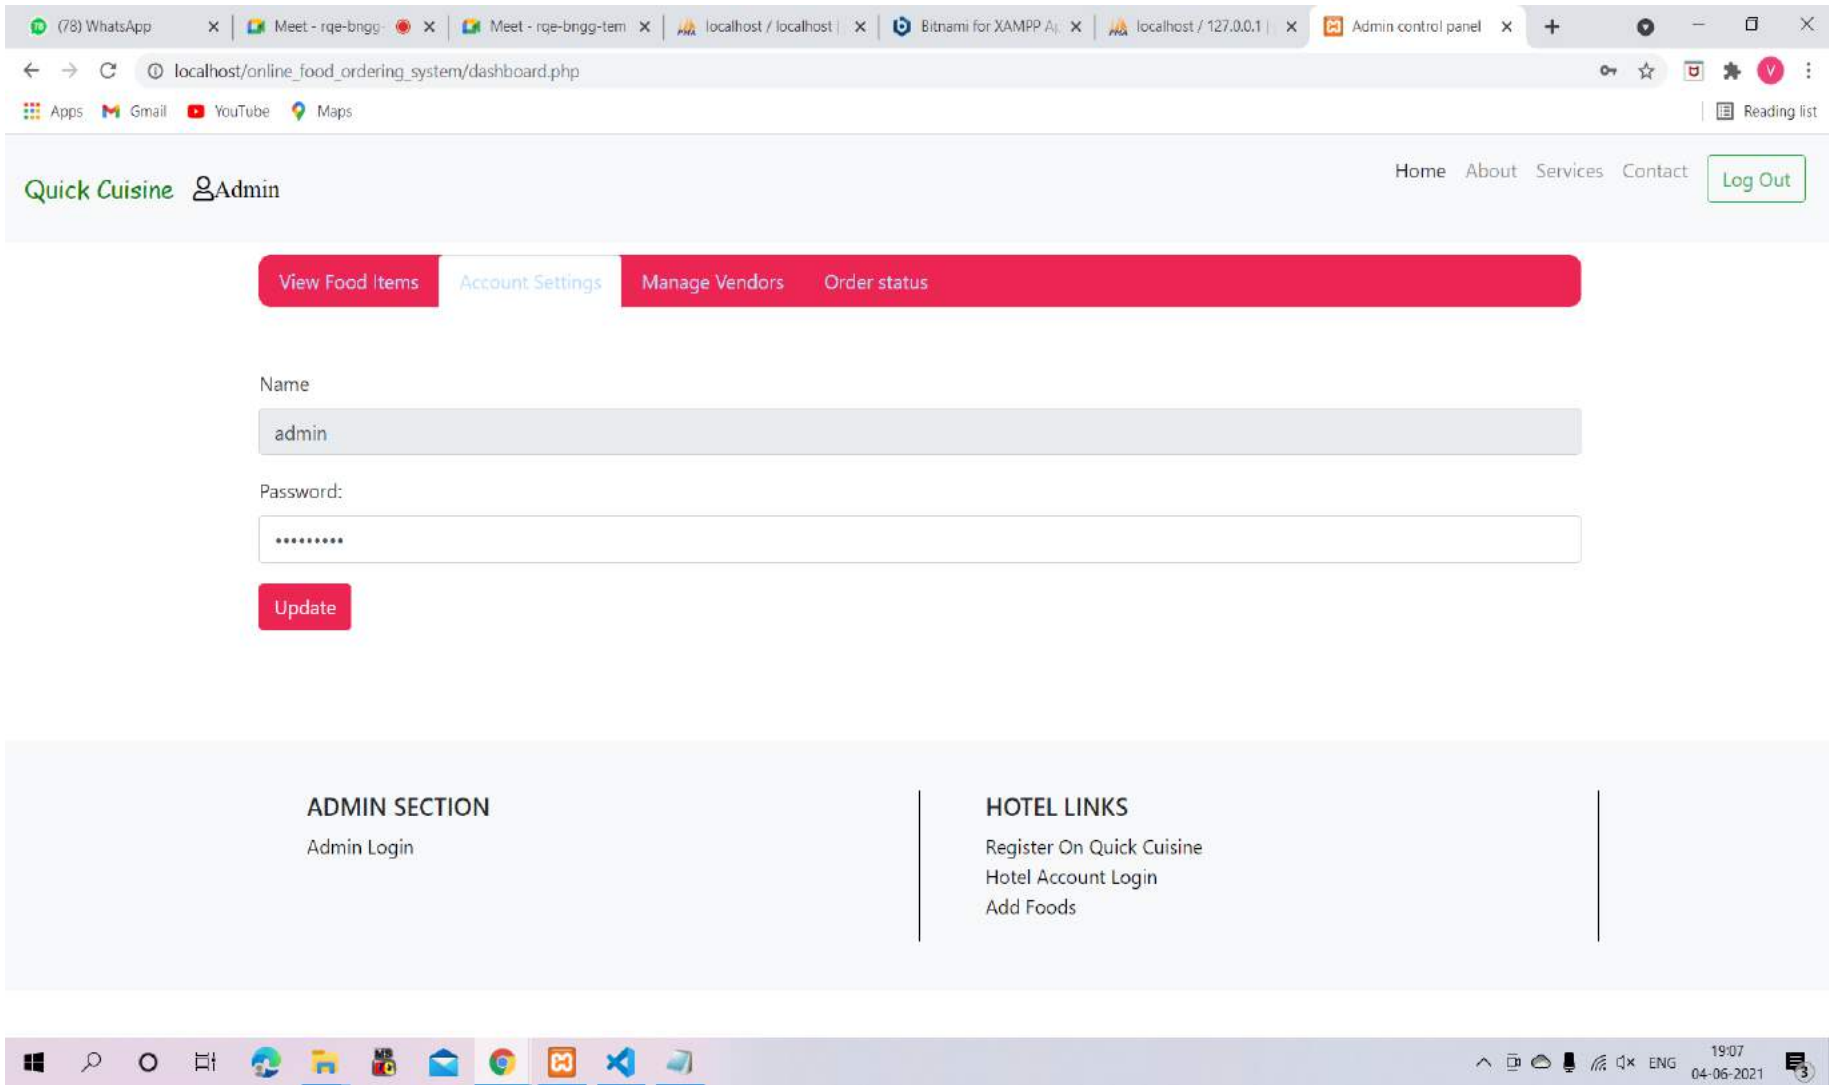 (78) WhatsApp
Meet - rqe-bngg-
Meet - rqe-bngg-tem
localhost / localhost |
Bitnami for XAMPP Ap
localhost / 127.0.0.1 |
Admin control panel
localhost/online_food_ordering_system/dashboard.php
V
Apps Gmail YouTube Maps
Reading list
Quick Cuisine Admin
Home About Services Contact Log Out
View Food Items Account Settings Manage Vendors Order status
Name
admin
Password:
•••••••••
Update
ADMIN SECTION
Admin Login
HOTEL LINKS
Register On Quick Cuisine
Hotel Account Login
Add Foods
ENG
19:07
04-06-2021
3